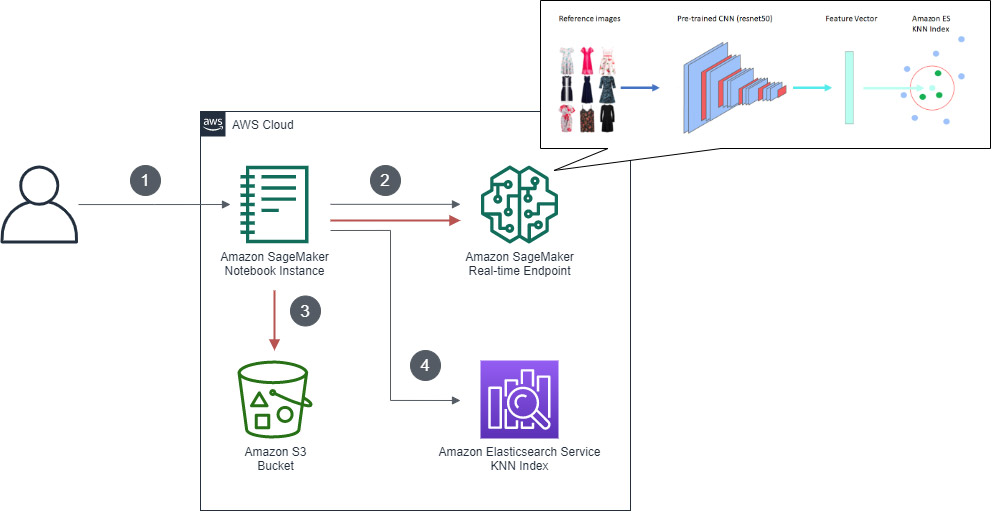 Reference images
Pre-trained CNN (resnet50)
Feature Vector
Amazon ES
KNN Index
aws
AWS Cloud
1
2
Amazon SageMaker
Notebook Instance
Amazon SageMaker
Real-time Endpoint
3
4
Amazon S3
Bucket
Amazon Elasticsearch Service
KNN Index